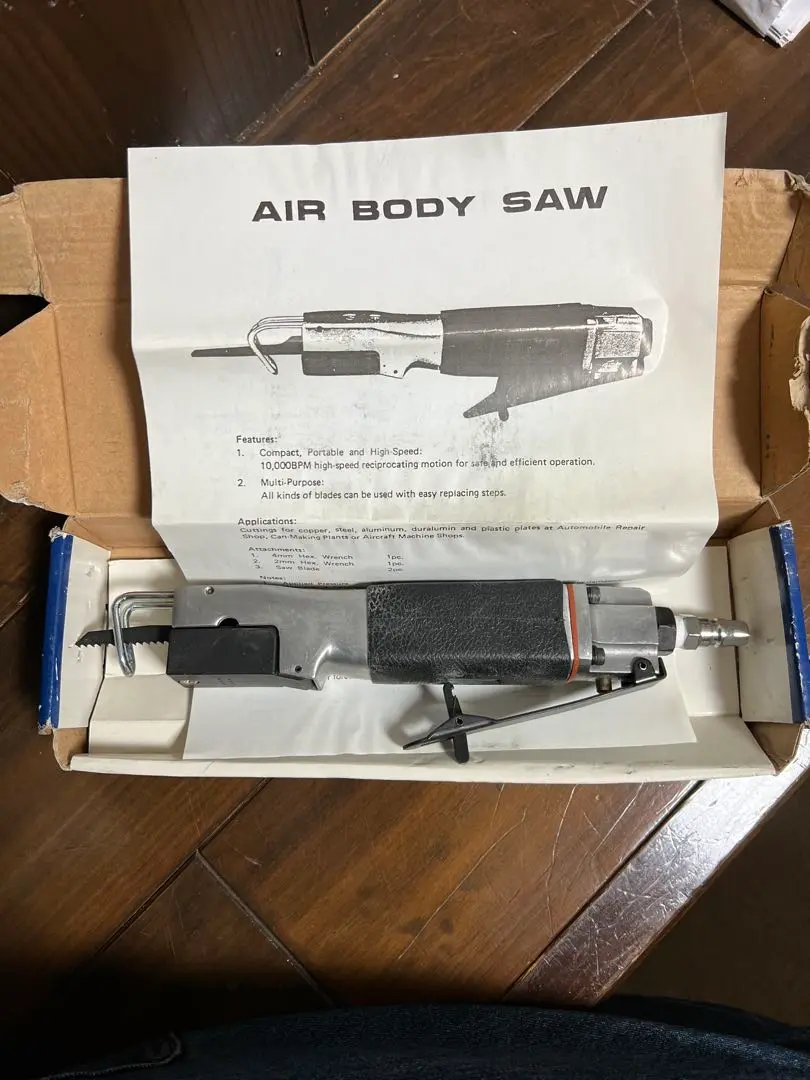 AIR BODY SAW
Features:
1. Compact, Portable and High-Speed:
10,000BPM high-speed reciprocating motion for safe and efficient operation.
2. Multi-Purpose:
All kinds of blades can be used with easy replacing steps.
Applications:
Cuttings for copper, steel, aluminum, duralumin and plastic plates at Automobile Repair
Shop, Can-Making Plants or Aircraft Machine Shops.
Attachments:
1. 4mm Hex. Wrench 1pc.
2. 2mm Hex. Wrench 1pc.
3. Saw Blade 2pc.
Notes:
1. Applied Pressure